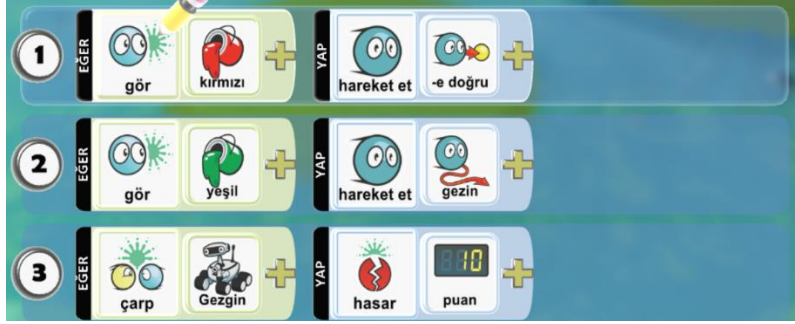 1 EĞER gör kırmızı YAP hareket et -e doğru
2 EĞER gör yeşil YAP hareket et gezin
3 EĞER çarp Gezgin YAP hasar 10 puan